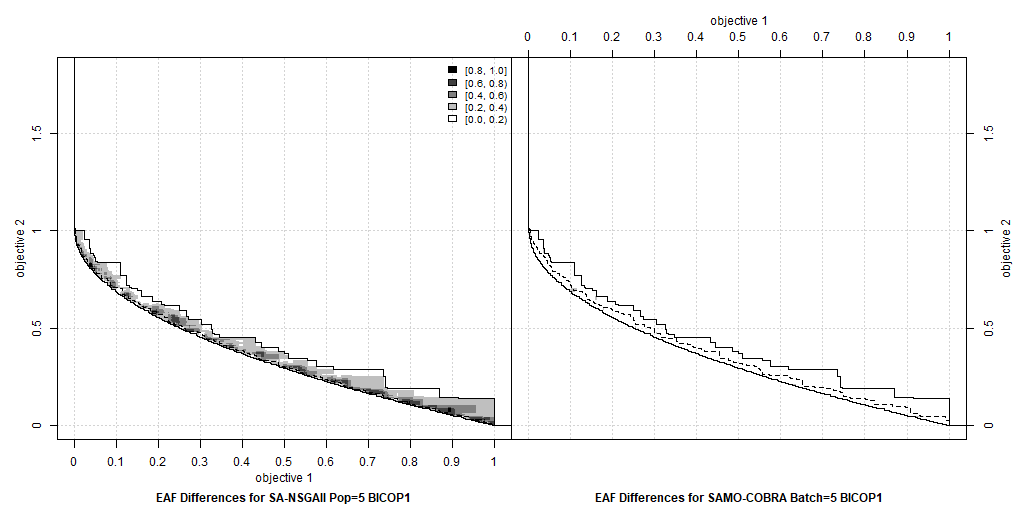 objective 1
0 0.1 0.2 0.3 0.4 0.5 0.6 0.7 0.8 0.9 1
[0.8, 1.0]
[0.6, 0.8)
[0.4, 0.6)
[0.2, 0.4)
[0.0, 0.2)
objective 2
1.5
1
0.5
0
1.5
1
0.5
0
objective 2
0 0.1 0.2 0.3 0.4 0.5 0.6 0.7 0.8 0.9 1
objective 1
EAF Differences for SA-NSGAII Pop=5 BICOP1
EAF Differences for SAMO-COBRA Batch=5 BICOP1